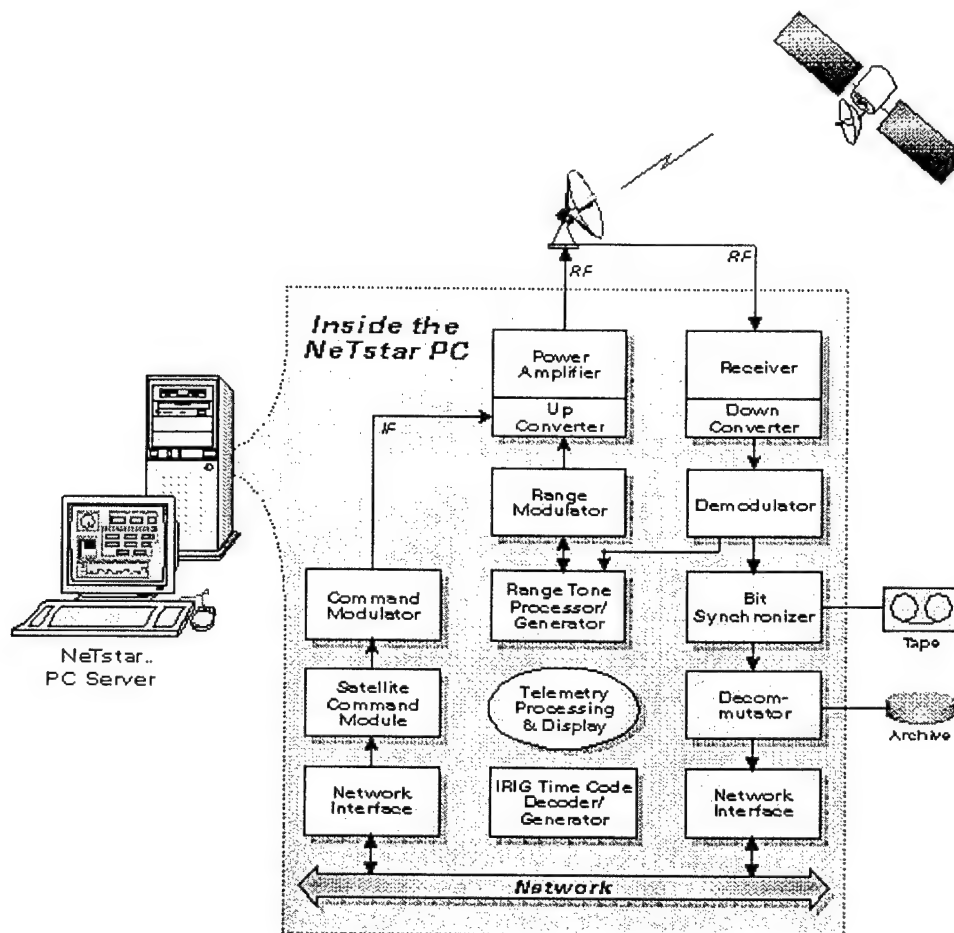 RF
RF
Inside the
NeTstar PC
Power
Amplifier
Receiver
IF
Up
Converter
Down
Converter
Range
Modulator
Demodulator
Command
Modulator
Range Tone
Processor/
Generator
Bit
Synchronizer
Tape
NeTstar..
PC Server
Satellite
Command
Module
Telemetry
Processing
& Display
Decom-
mutator
Archive
Network
Interface
IRIG Time Code
Decoder/
Generator
Network
Interface
Network